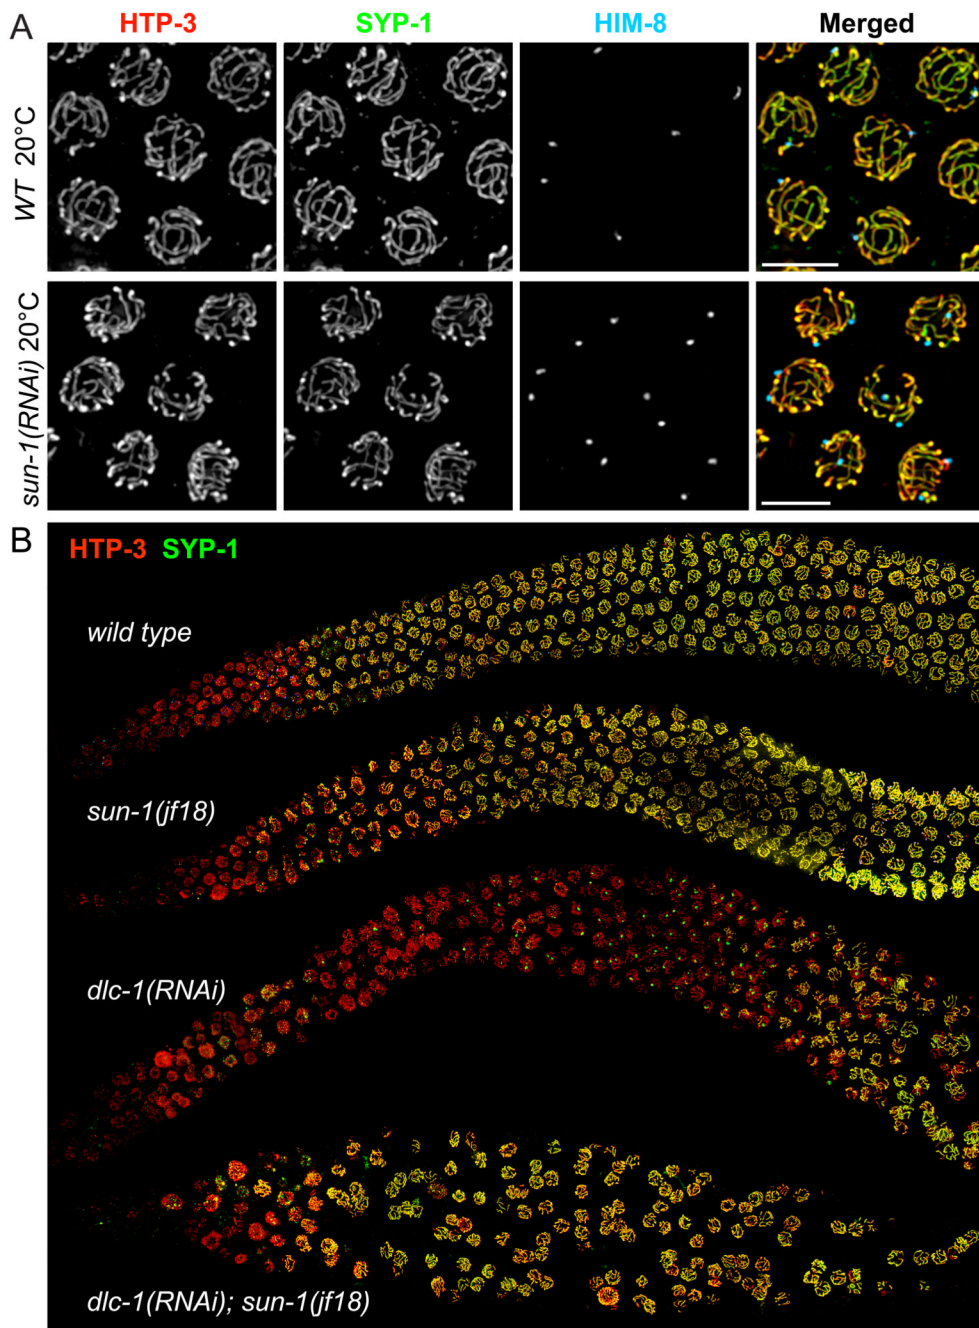 A
HTP-3 SYP-1 HIM-8 Merged
WT 20°C
sun-1(RNAi) 20°C
B
HTP-3 SYP-1
wild type
sun-1(jf18)
dlc-1(RNAi)
dlc-1(RNAi); sun-1(jf18)